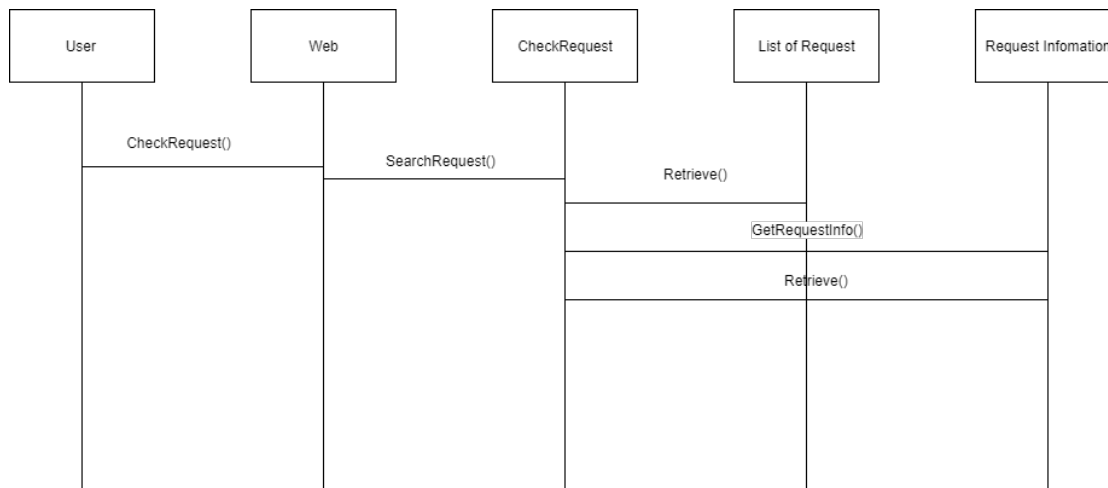 User
Web
CheckRequest
List of Request
Request Infomation
CheckRequest()
SearchRequest()
Retrieve()
GetRequestInfo()
Retrieve()